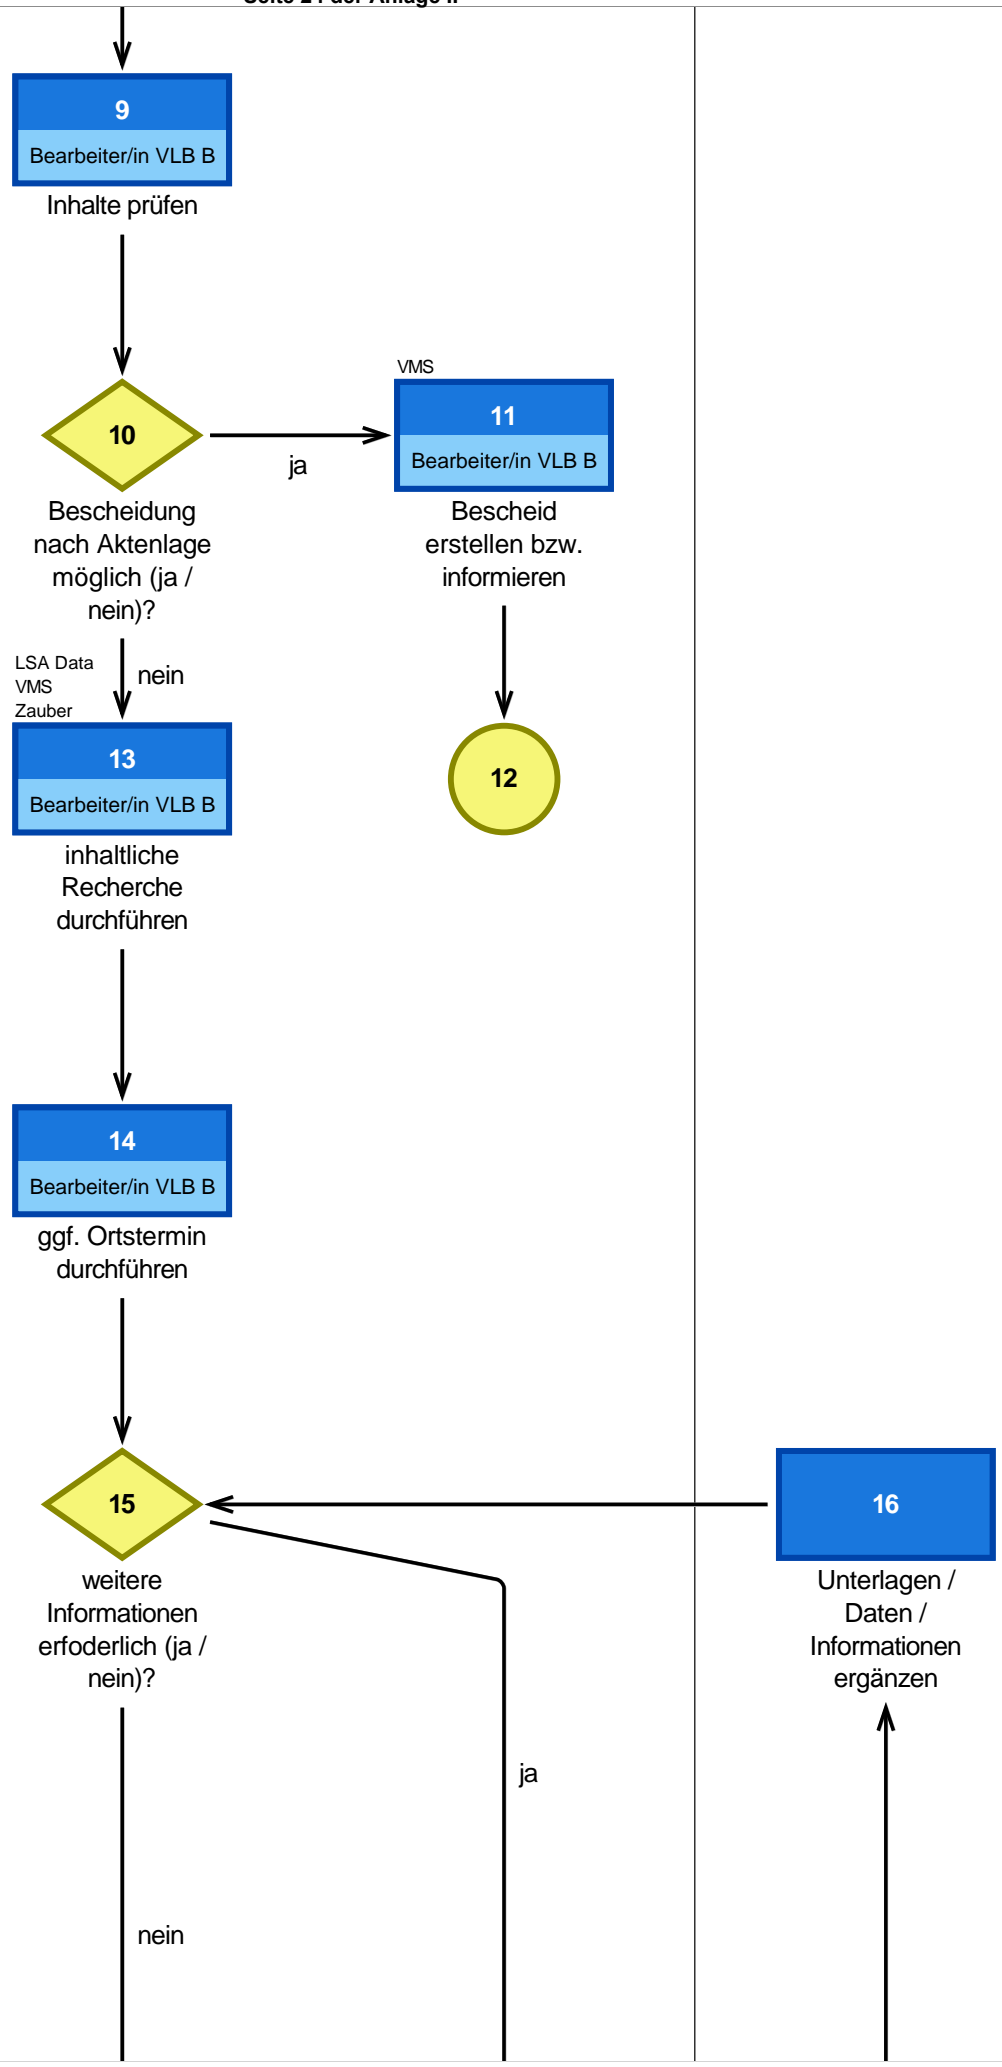 9
Bearbeiter/in VLB B
Inhalte prüfen
VMS
10
ja
11
Bearbeiter/in VLB B
Bescheidung
nach Aktenlage
möglich (ja /
nein)?
Bescheid
erstellen bzw.
informieren
nein
LSA Data
VMS
Zauber
13
Bearbeiter/in VLB B
12
inhaltliche
Recherche
durchführen
14
Bearbeiter/in VLB B
ggf. Ortstermin
durchführen
15
16
weitere
Informationen
erfoderlich (ja /
nein)?
Unterlagen /
Daten /
Informationen
ergänzen
ja
nein